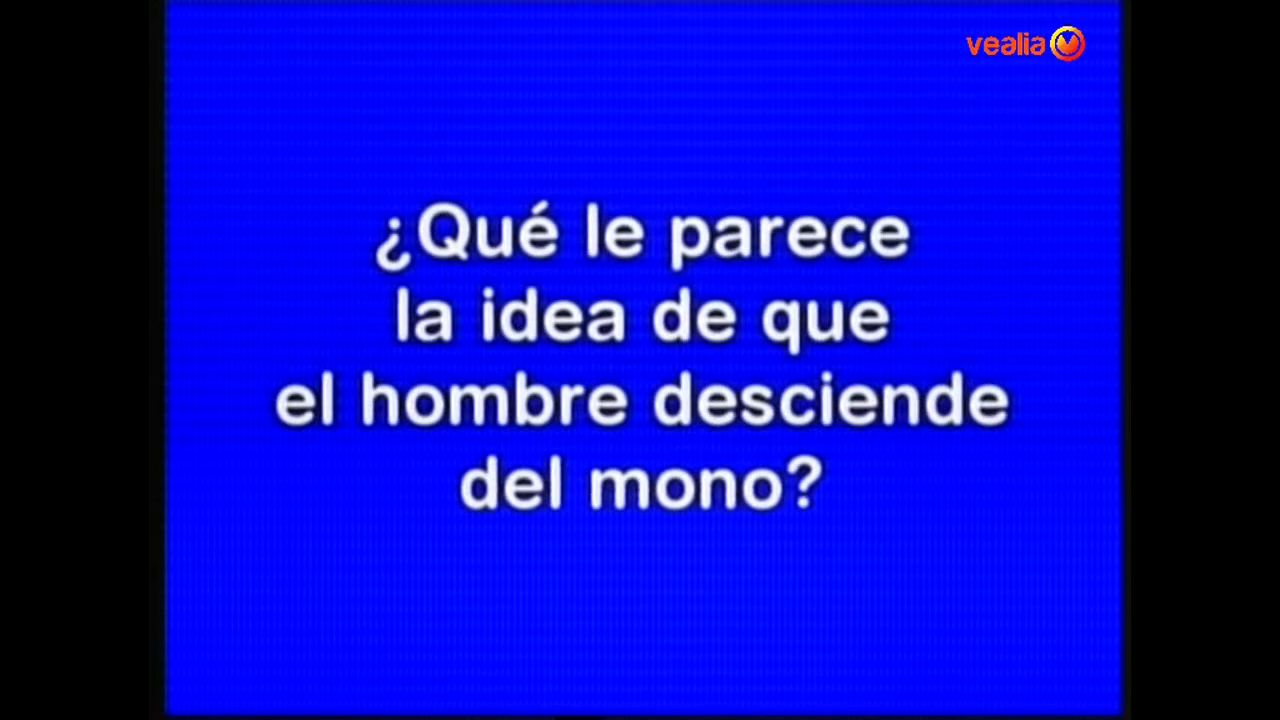 vealia
¿Qué le parece
la idea de que
el hombre desciende
del mono?